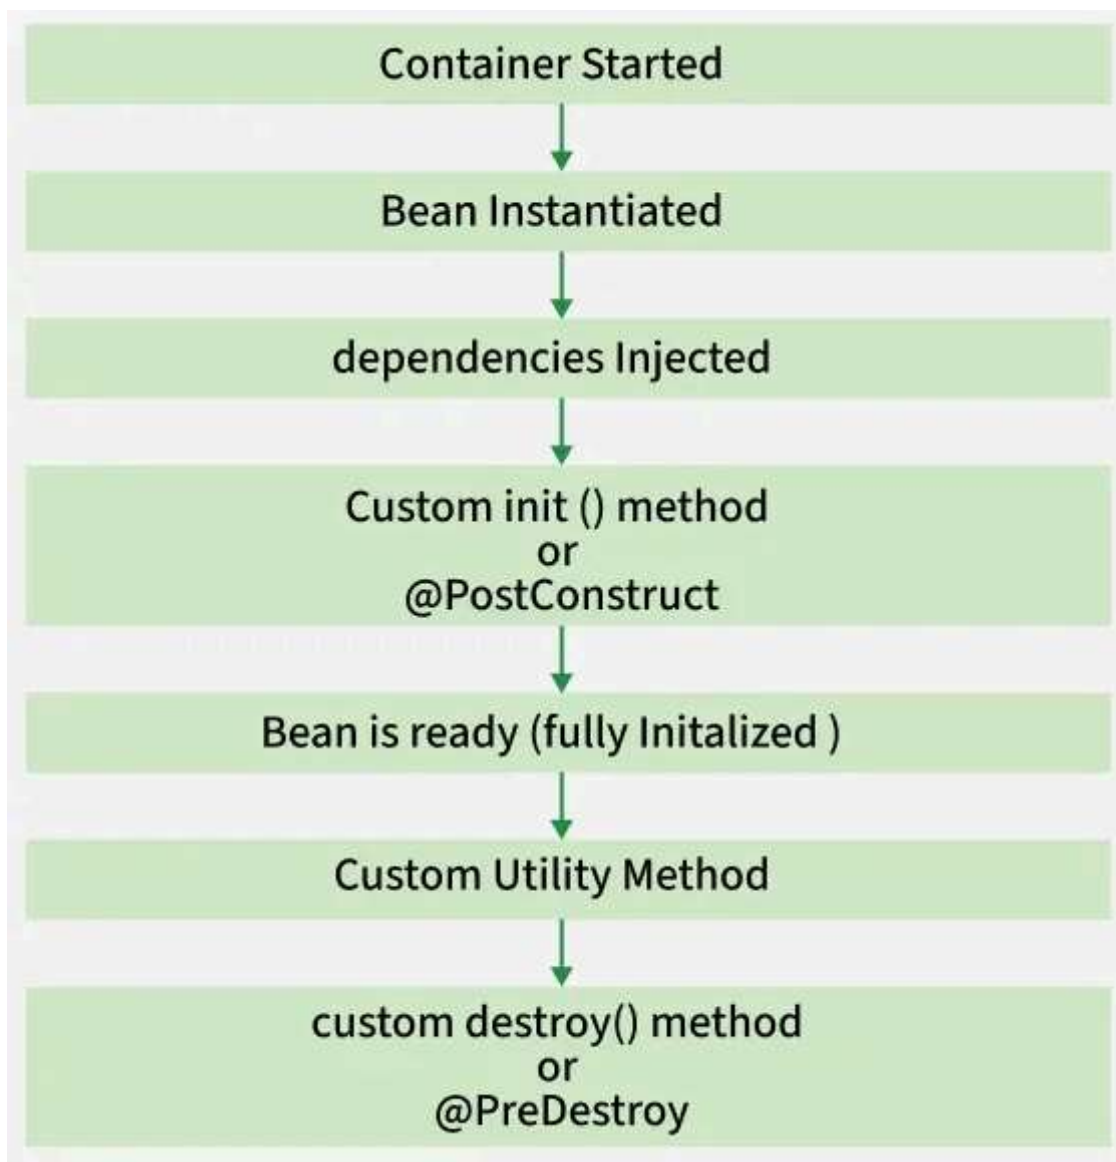 Container Started
Bean Instantiated
dependencies Injected
Custom init () method
or
@PostConstruct
Bean is ready (fully Initalized )
Custom Utility Method
custom destroy() method
or
@PreDestroy